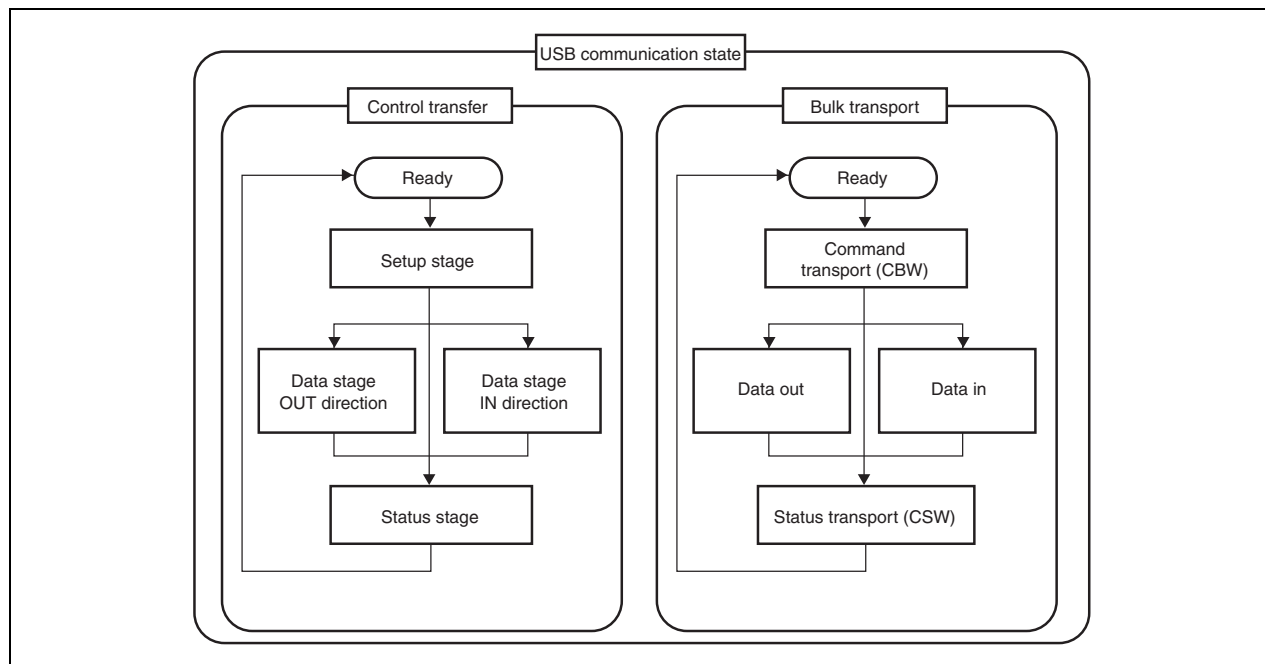 USB communication state
Control transfer
Ready
Setup stage
Data stage
OUT direction
Data stage
IN direction
Status stage
Bulk transport
Ready
Command
transport (CBW)
Data out
Data in
Status transport (CSW)